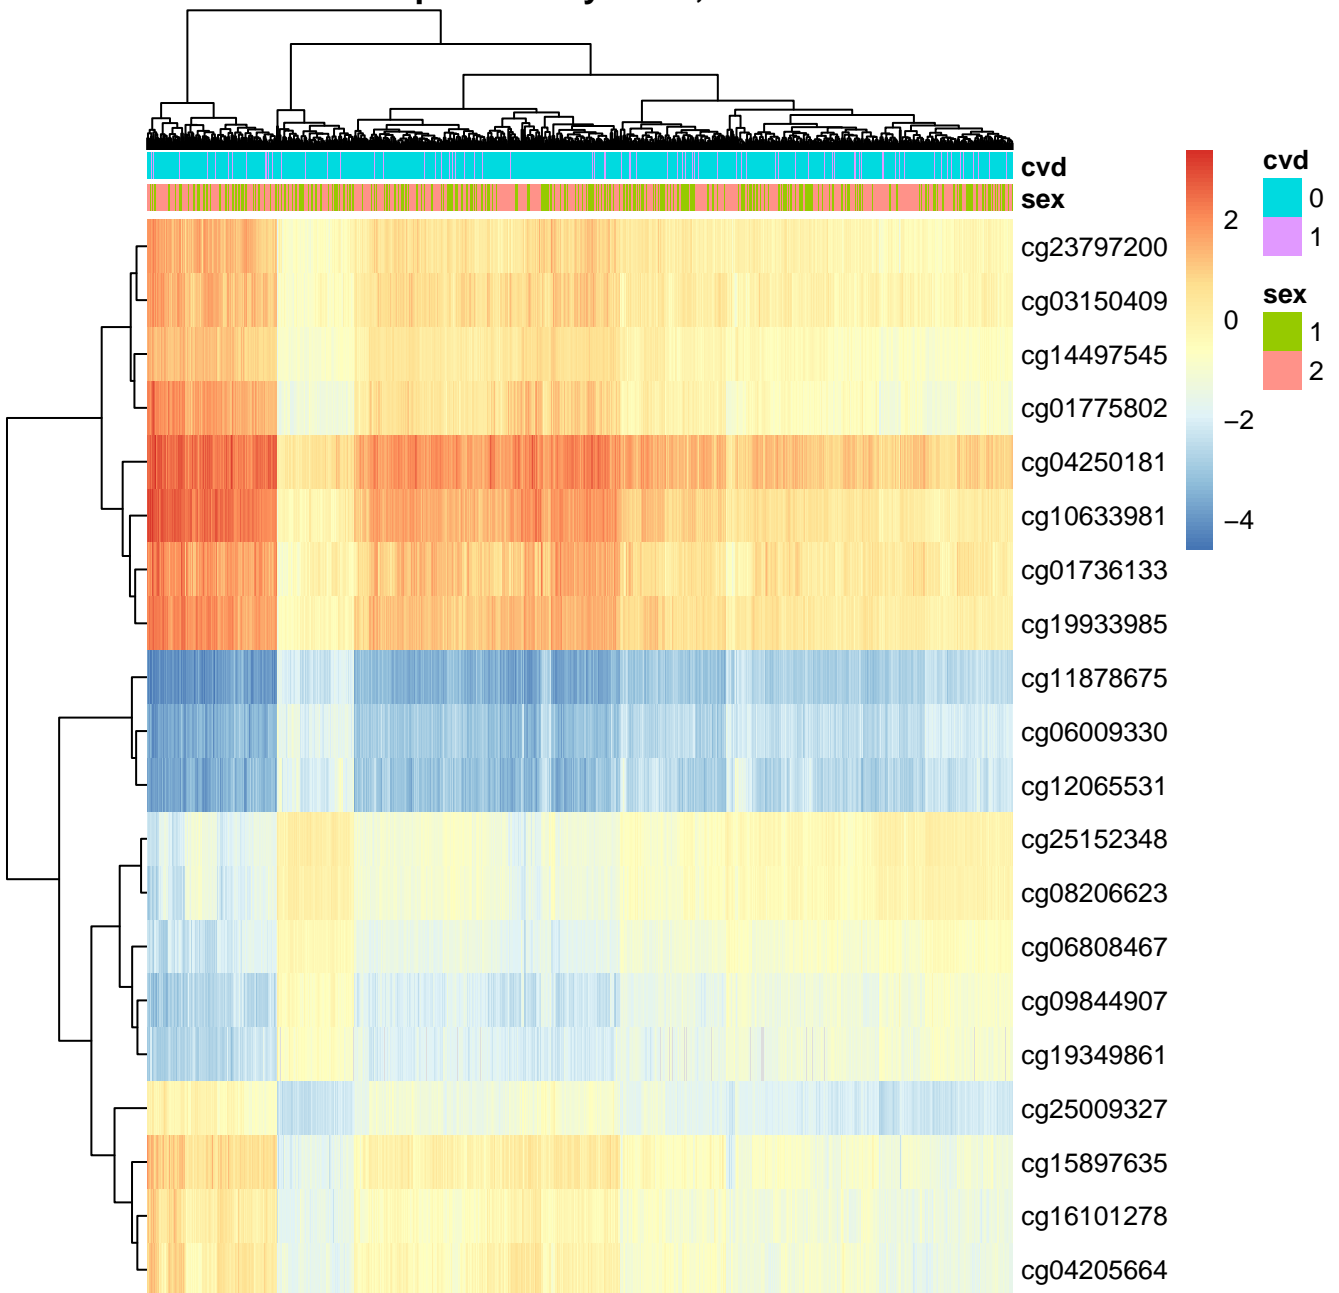 cvd
sex
cg23797200
cg03150409
cg14497545
cg01775802
cg04250181
cg10633981
cg01736133
cg19933985
cg11878675
cg06009330
cg12065531
cg25152348
cg08206623
cg06808467
cg09844907
cg19349861
cg25009327
cg15897635
cg16101278
cg04205664
2
0
−2
−4
cvd
0
1
sex
1
2